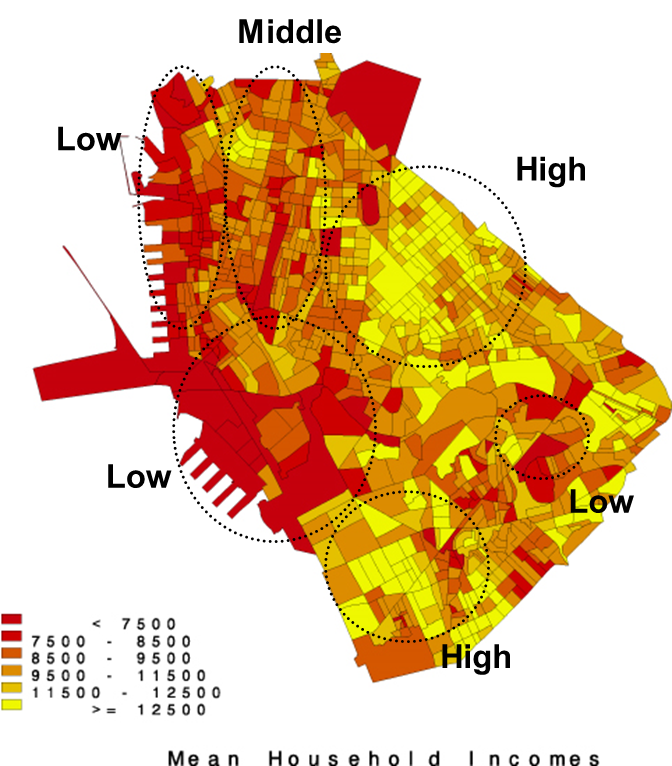 Middle
Low
High
Low
Low
High
< 7500
7500 - 8500
8500 - 9500
9500 - 11500
11500 - 12500
>= 12500
Mean Household Incomes